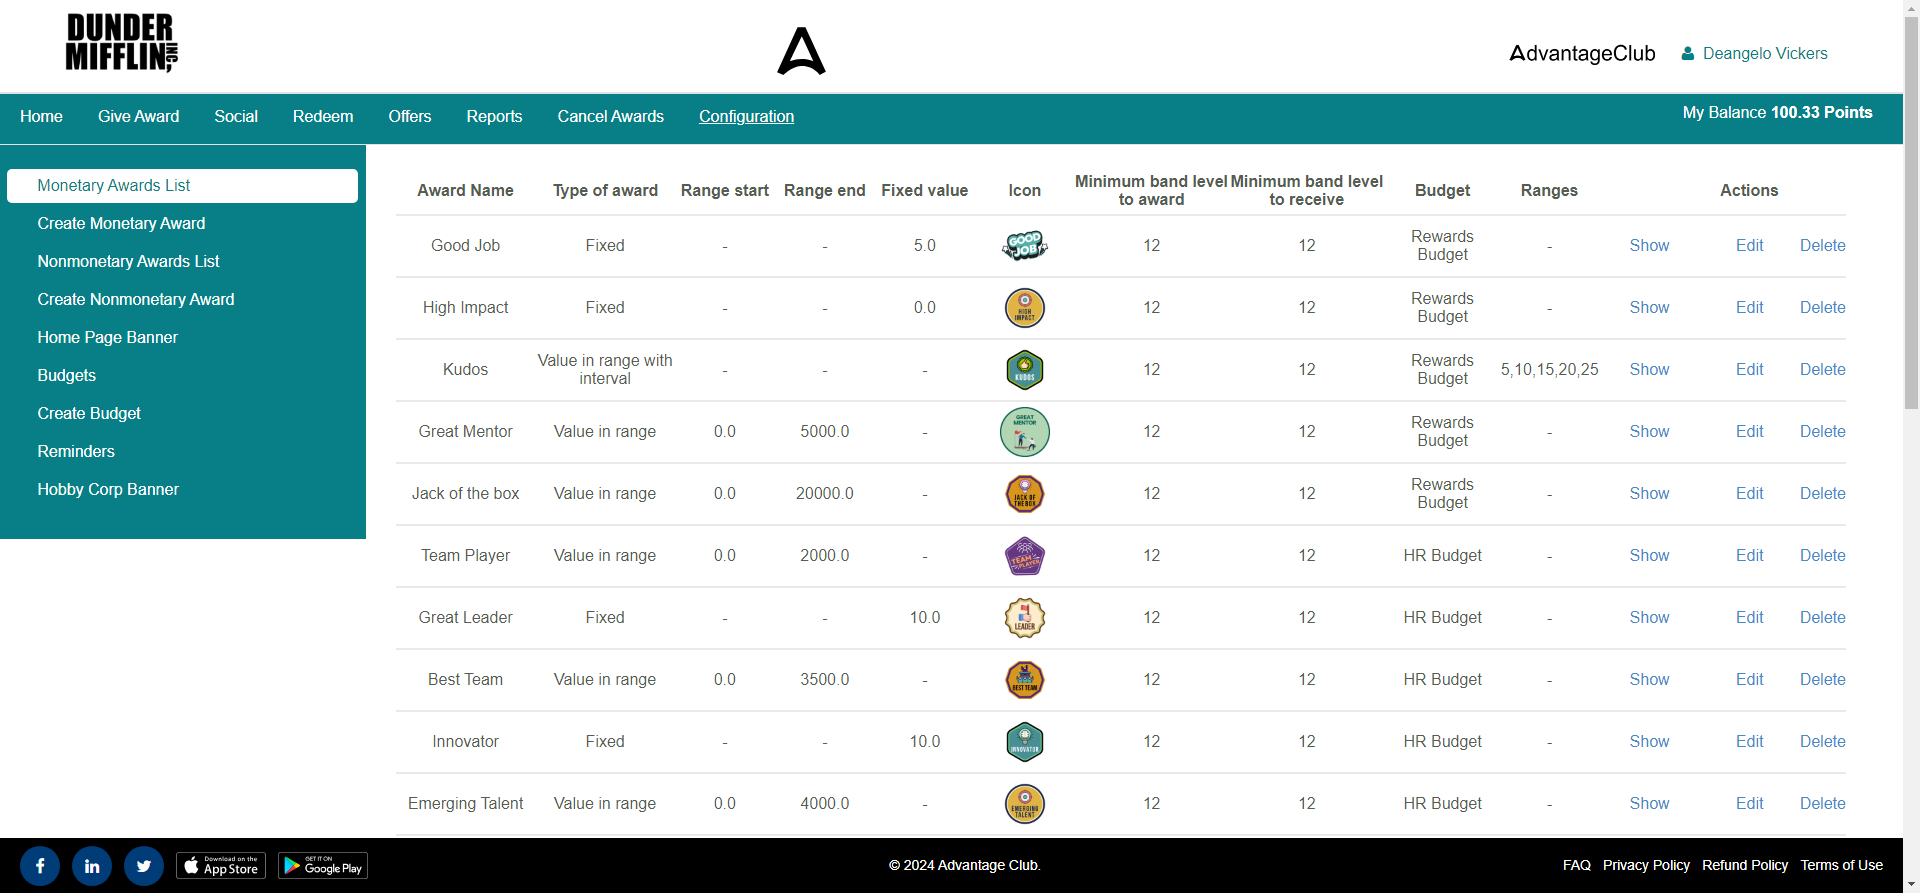 DUNDER
MIFFLIN, INC
AdvantageClub
Deangelo Vickers
Home Give Award Social Redeem Offers Reports Cancel Awards Configuration My Balance 100.33 Points
Monetary Awards List
Create Monetary Award
Nonmonetary Awards List
Create Nonmonetary Award
Home Page Banner
Budgets
Create Budget
Reminders
Hobby Corp Banner
Award Name Type of award Range start Range end Fixed value Icon Minimum band level to award Minimum band level to receive Budget Ranges Actions
Good Job Fixed - - 5.0 GOOD JOB 12 12 Rewards Budget - Show Edit Delete
High Impact Fixed - - 0.0 HIGH IMPACT 12 12 Rewards Budget - Show Edit Delete
Kudos Value in range with interval - - - KUDOS 12 12 Rewards Budget 5,10,15,20,25 Show Edit Delete
Great Mentor Value in range 0.0 5000.0 - GREAT MENTOR 12 12 Rewards Budget - Show Edit Delete
Jack of the box Value in range 0.0 20000.0 - JACK OF THE BOX 12 12 Rewards Budget - Show Edit Delete
Team Player Value in range 0.0 2000.0 - TEAM PLAYER 12 12 HR Budget - Show Edit Delete
Great Leader Fixed - - 10.0 LEADER 12 12 HR Budget - Show Edit Delete
Best Team Value in range 0.0 3500.0 - BEST TEAM 12 12 HR Budget - Show Edit Delete
Innovator Fixed - - 10.0 INNOVATOR 12 12 HR Budget - Show Edit Delete
Emerging Talent Value in range 0.0 4000.0 - EMERGING TALENT 12 12 HR Budget - Show Edit Delete
Download on the
App Store
GET IT ON
Google Play
© 2024 Advantage Club.
FAQ Privacy Policy Refund Policy Terms of Use